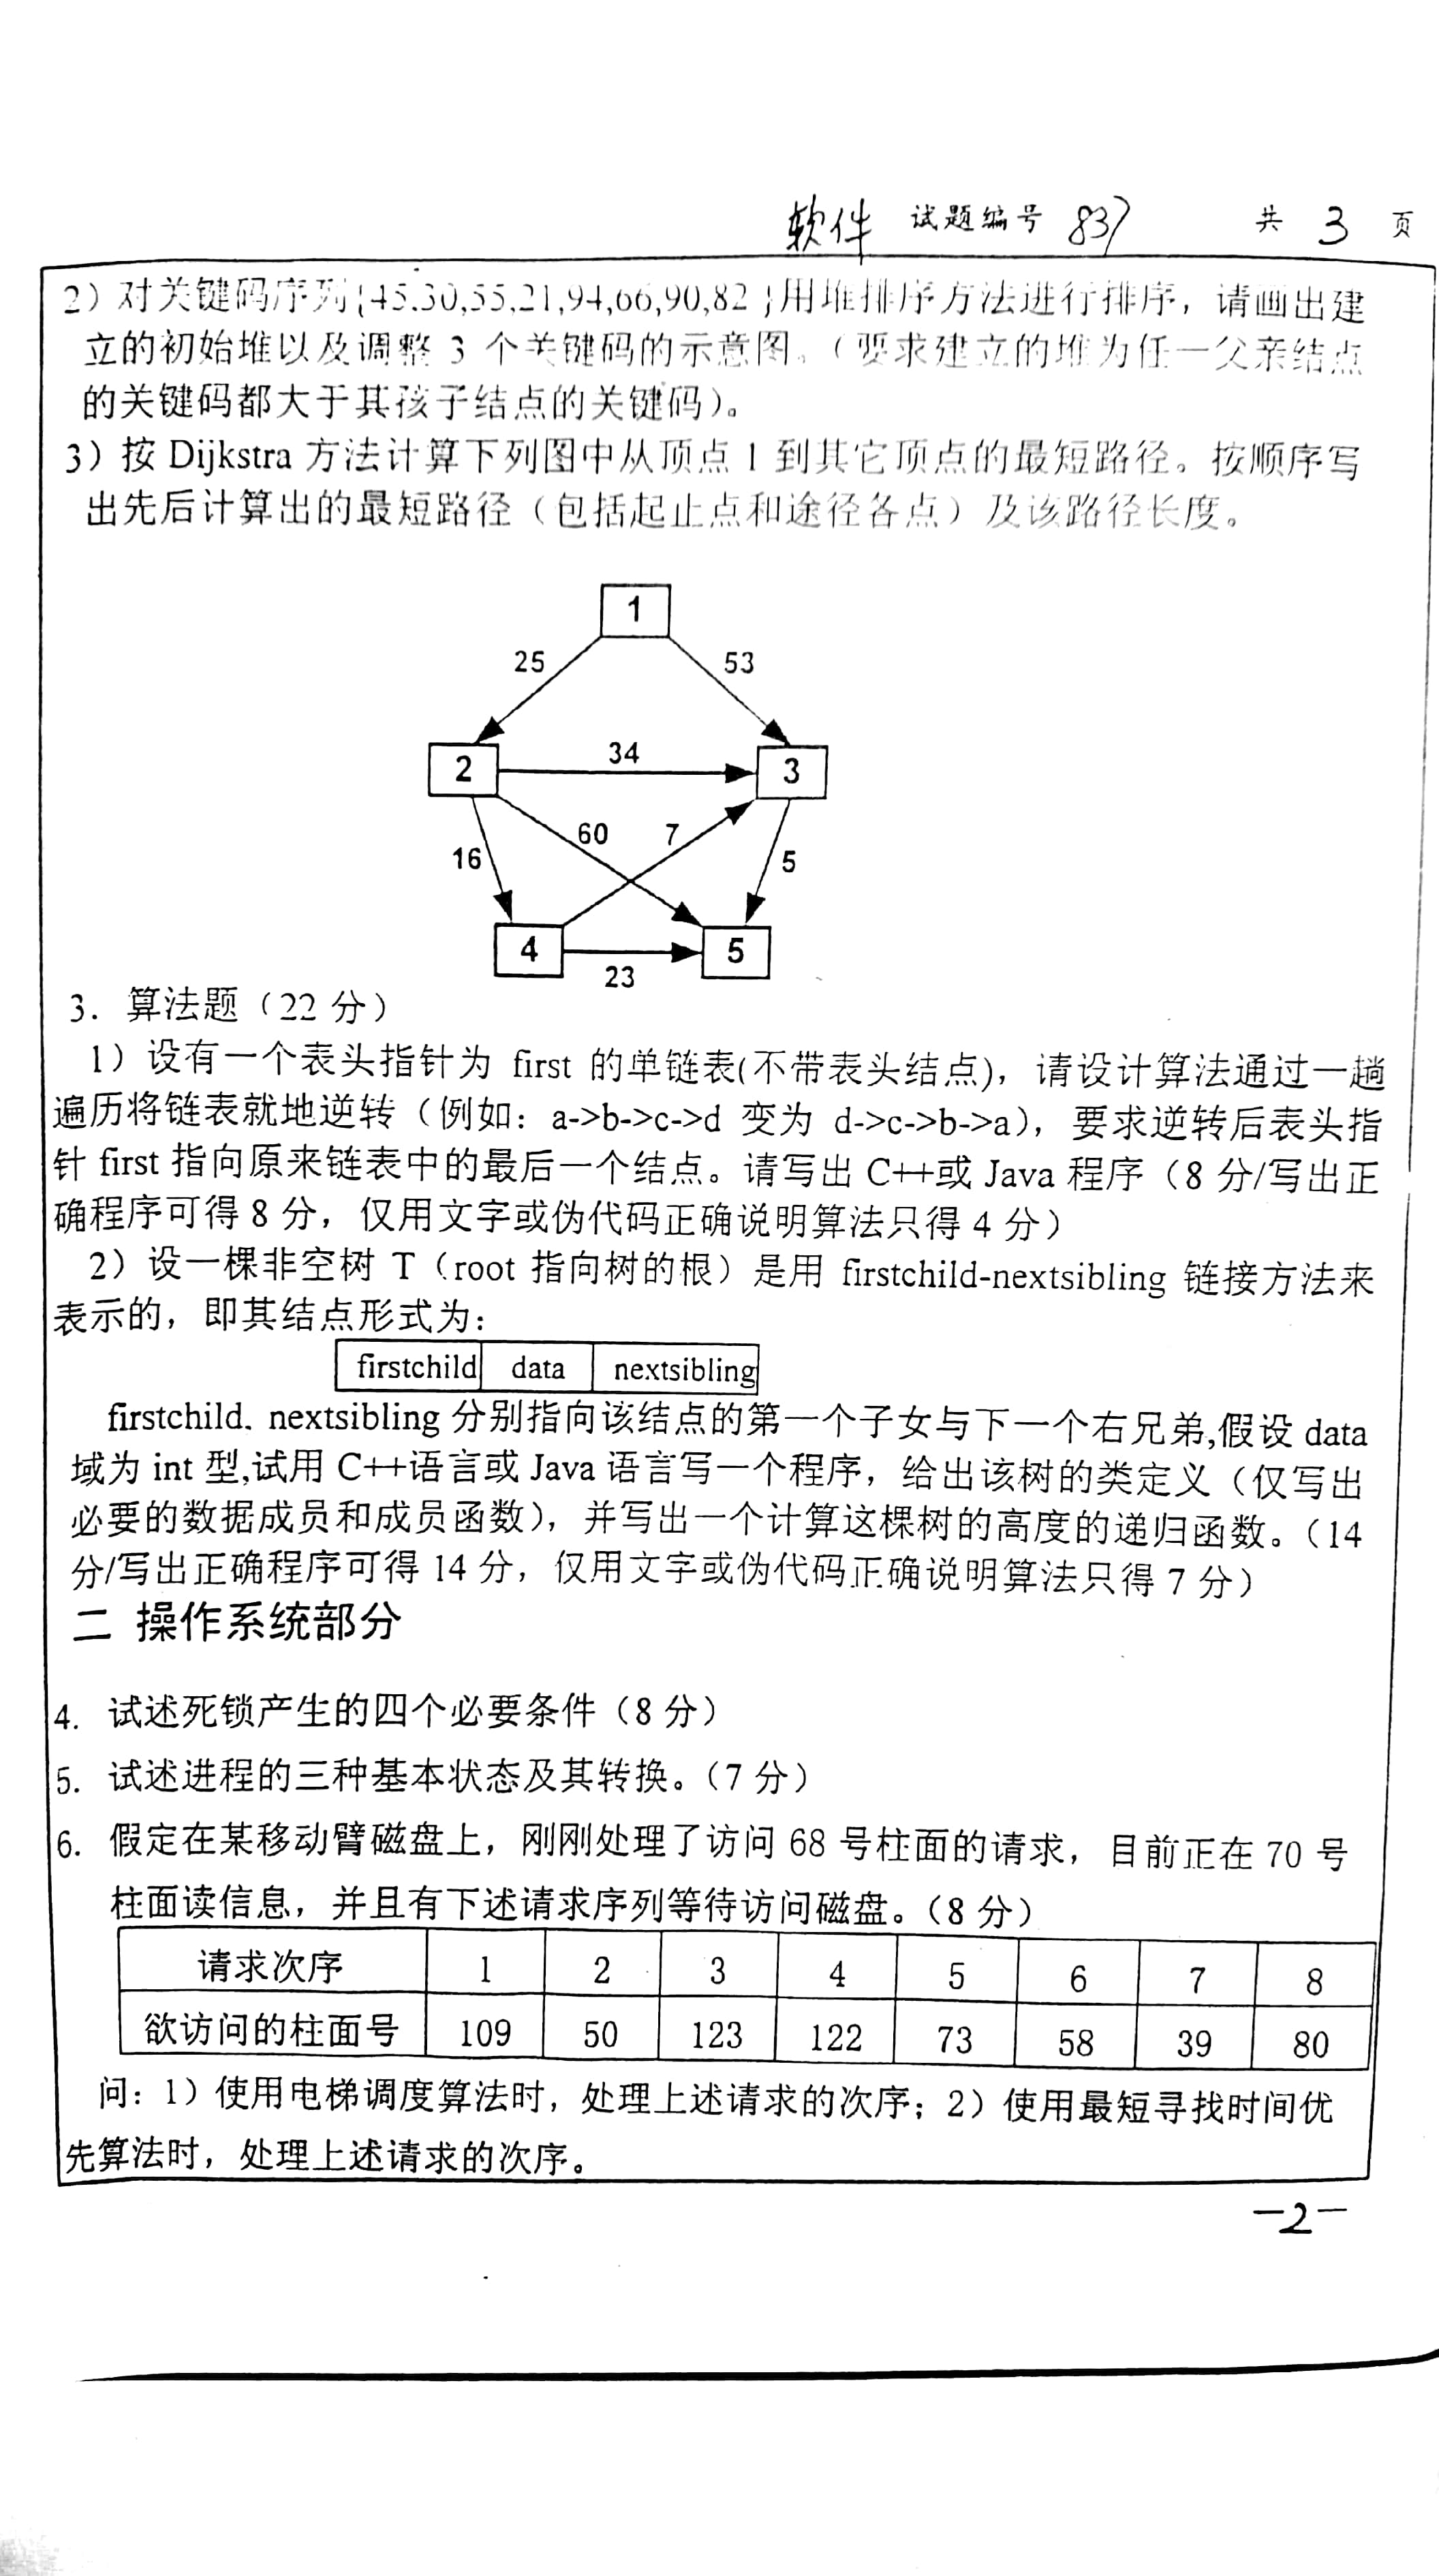 软件 试题编号 837 共 3 页
2）对关键码序列{45,30,55,21,94,66,90,82}用堆排序方法进行排序，请画出建
立的初始堆以及调整 3 个关键码的示意图。（要求建立的堆为任一父亲结点
的关键码都大于其孩子结点的关键码）。
3）按 Dijkstra 方法计算下列图中从顶点 1 到其它顶点的最短路径。按顺序写
出先后计算出的最短路径（包括起止点和途径各点）及该路径长度。
1
25 53
2 34 3
16 60 7 5
4 23 5
3. 算法题（22 分）
1）设有一个表头指针为 first 的单链表(不带表头结点)，请设计算法通过一趟
遍历将链表就地逆转（例如：a->b->c->d 变为 d->c->b->a），要求逆转后表头指
针 first 指向原来链表中的最后一个结点。请写出 C++或 Java 程序（8 分/写出正
确程序可得 8 分，仅用文字或伪代码正确说明算法只得 4 分）
2）设一棵非空树 T（root 指向树的根）是用 firstchild-nextsibling 链接方法来
表示的，即其结点形式为：
firstchild data nextsibling
firstchild、nextsibling 分别指向该结点的第一个子女与下一个右兄弟,假设 data
域为 int 型,试用 C++语言或 Java 语言写一个程序，给出该树的类定义（仅写出
必要的数据成员和成员函数），并写出一个计算这棵树的高度的递归函数。（14
分/写出正确程序可得 14 分，仅用文字或伪代码正确说明算法只得 7 分）
二 操作系统部分
4. 试述死锁产生的四个必要条件（8 分）
5. 试述进程的三种基本状态及其转换。（7 分）
6. 假定在某移动臂磁盘上，刚刚处理了访问 68 号柱面的请求，目前正在 70 号
柱面读信息，并且有下述请求序列等待访问磁盘。（8 分）
请求次序 1 2 3 4 5 6 7 8
欲访问的柱面号 109 50 123 122 73 58 39 80
问：1）使用电梯调度算法时，处理上述请求的次序；2）使用最短寻找时间优
先算法时，处理上述请求的次序。
-2-